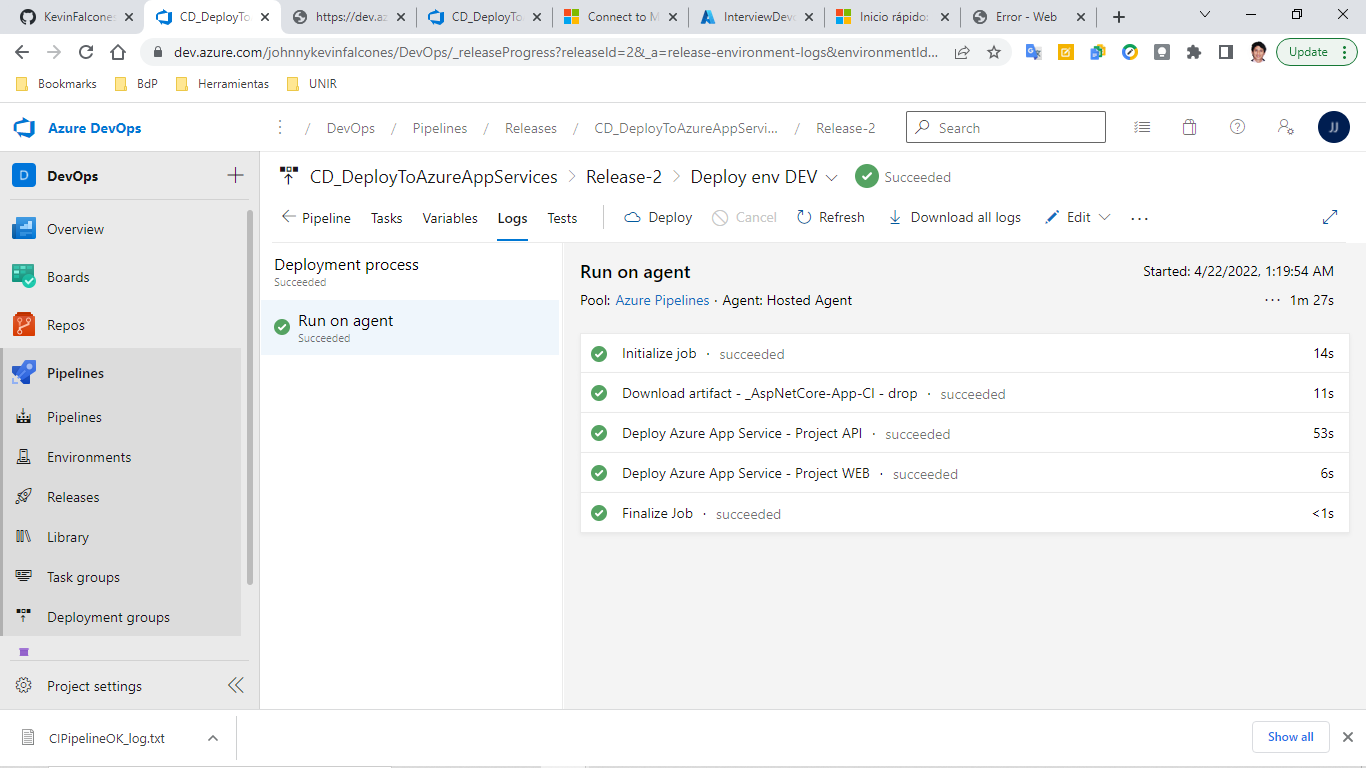 KevinFalcones
CD_DeployTo
https://dev.az
CD_DeployTo
Connect to M
InterviewDev
Inicio rápido
Error - Web
dev.azure.com/johnnykevinfalcones/DevOps/_releaseProgress?releaseId=2&_a=release-environment-logs&environmentId...
Update
Bookmarks
BdP
Herramientas
UNIR
Azure DevOps
/ DevOps / Pipelines / Releases / CD_DeployToAzureAppServi... / Release-2
Search
JJ
D DevOps
Overview
Boards
Repos
Pipelines
Pipelines
Environments
Releases
Library
Task groups
Deployment groups
Project settings
CD_DeployToAzureAppServices > Release-2 > Deploy env DEV
Succeeded
Pipeline Tasks Variables Logs Tests
Deploy Cancel Refresh Download all logs Edit ...
Deployment process
Succeeded
Run on agent
Succeeded
Run on agent
Started: 4/22/2022, 1:19:54 AM
Pool: Azure Pipelines · Agent: Hosted Agent
... 1m 27s
Initialize job · succeeded 14s
Download artifact - _AspNetCore-App-CI - drop · succeeded 11s
Deploy Azure App Service - Project API · succeeded 53s
Deploy Azure App Service - Project WEB · succeeded 6s
Finalize Job · succeeded <1s
CIPipelineOK_log.txt
Show all